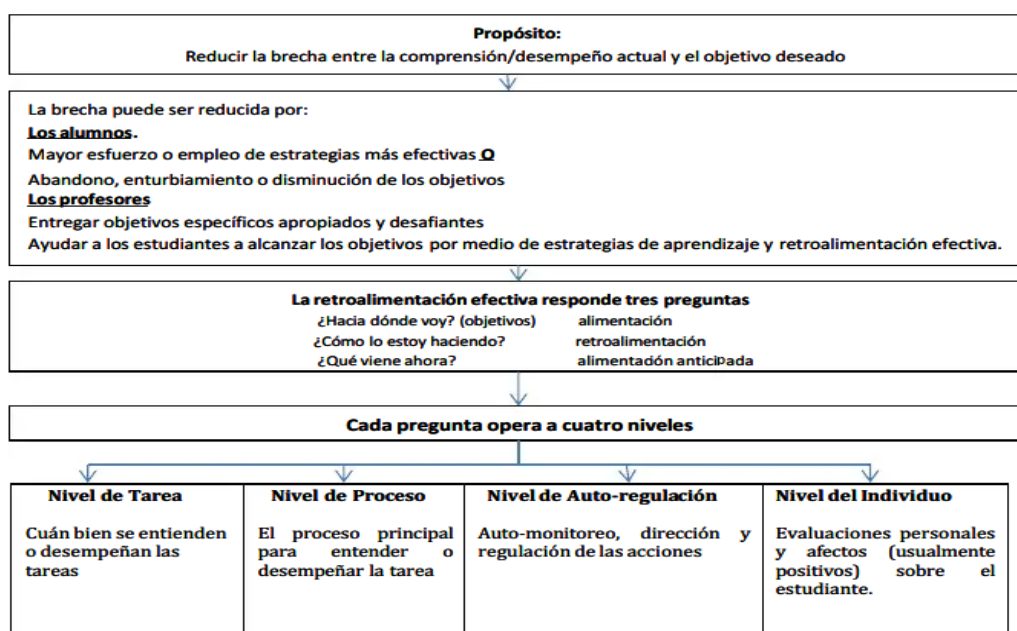 Propósito:
Reducir la brecha entre la comprensión/desempeño actual y el objetivo deseado
La brecha puede ser reducida por:
Los alumnos.
Mayor esfuerzo o empleo de estrategias más efectivas O
Abandono, enturbiamiento o disminución de los objetivos
Los profesores
Entregar objetivos específicos apropiados y desafiantes
Ayudar a los estudiantes a alcanzar los objetivos por medio de estrategias de aprendizaje y retroalimentación efectiva.
La retroalimentación efectiva responde tres preguntas
¿Hacia dónde voy? (objetivos) alimentación
¿Cómo lo estoy haciendo? retroalimentación
¿Qué viene ahora? alimentación anticipada
Cada pregunta opera a cuatro niveles
Nivel de Tarea
Cuán bien se entienden
o desempeñan las
tareas
Nivel de Proceso
El proceso principal
para entender o
desempeñar la tarea
Nivel de Auto-regulación
Auto-monitoreo, dirección y
regulación de las acciones
Nivel del Individuo
Evaluaciones personales
y afectos (usualmente
positivos) sobre el
estudiante.